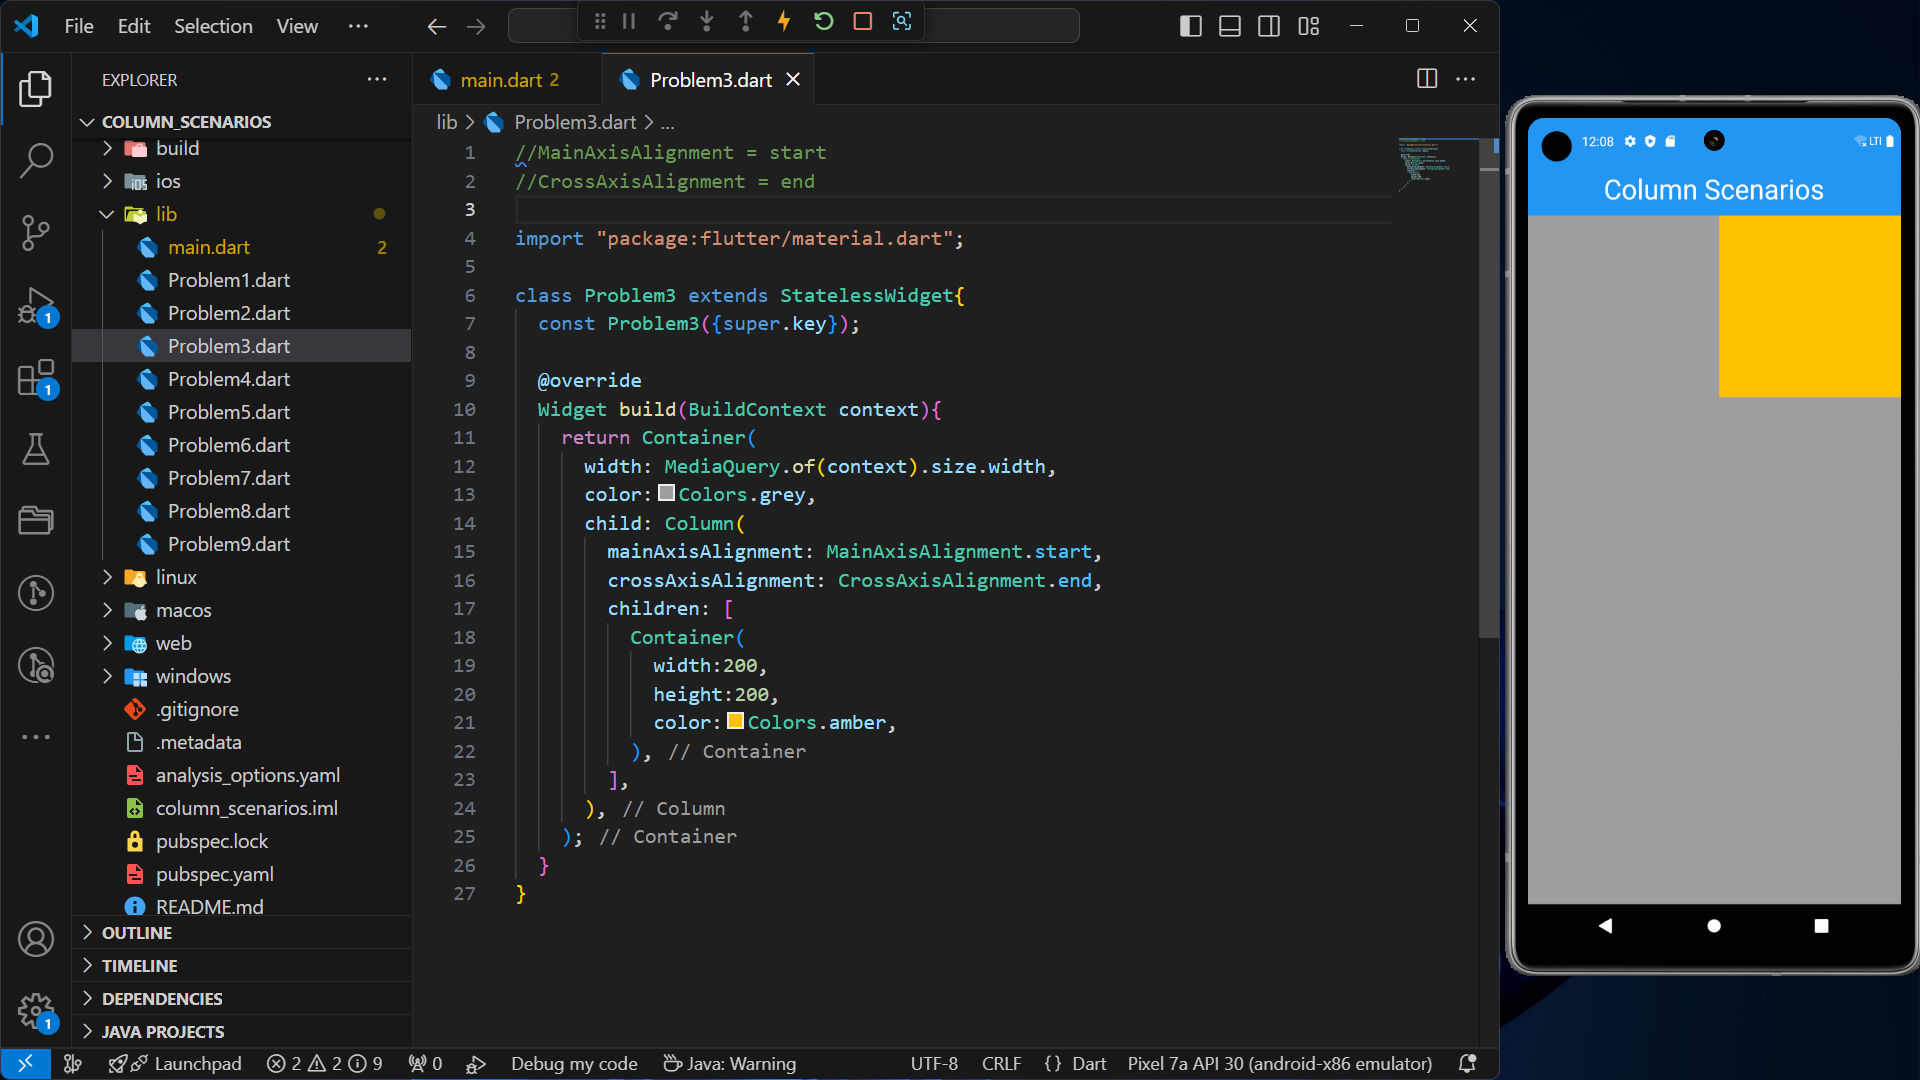 File Edit Selection View ...
EXPLORER
COLUMN_SCENARIOS
build
ios
lib
main.dart 2
Problem1.dart
Problem2.dart
Problem3.dart
Problem4.dart
Problem5.dart
Problem6.dart
Problem7.dart
Problem8.dart
Problem9.dart
linux
macos
web
windows
.gitignore
.metadata
analysis_options.yaml
column_scenarios.iml
pubspec.lock
pubspec.yaml
README.md
OUTLINE
TIMELINE
DEPENDENCIES
JAVA PROJECTS
1
1
1
main.dart 2
Problem3.dart
lib > Problem3.dart > ...
1 //MainAxisAlignment = start
2 //CrossAxisAlignment = end
3
4 import "package:flutter/material.dart";
5
6 class Problem3 extends StatelessWidget{
7 const Problem3({super.key});
8
9 @override
10 Widget build(BuildContext context){
11 return Container(
12 width: MediaQuery.of(context).size.width,
13 color: Colors.grey,
14 child: Column(
15 mainAxisAlignment: MainAxisAlignment.start,
16 crossAxisAlignment: CrossAxisAlignment.end,
17 children: [
18 Container(
19 width:200,
20 height:200,
21 color: Colors.amber,
22 ), // Container
23 ],
24 ), // Column
25 ); // Container
26 }
27 }
12:08 LTE
Column Scenarios
Launchpad 2 2 9 0 Debug my code Java: Warning UTF-8 CRLF {} Dart Pixel 7a API 30 (android-x86 emulator)